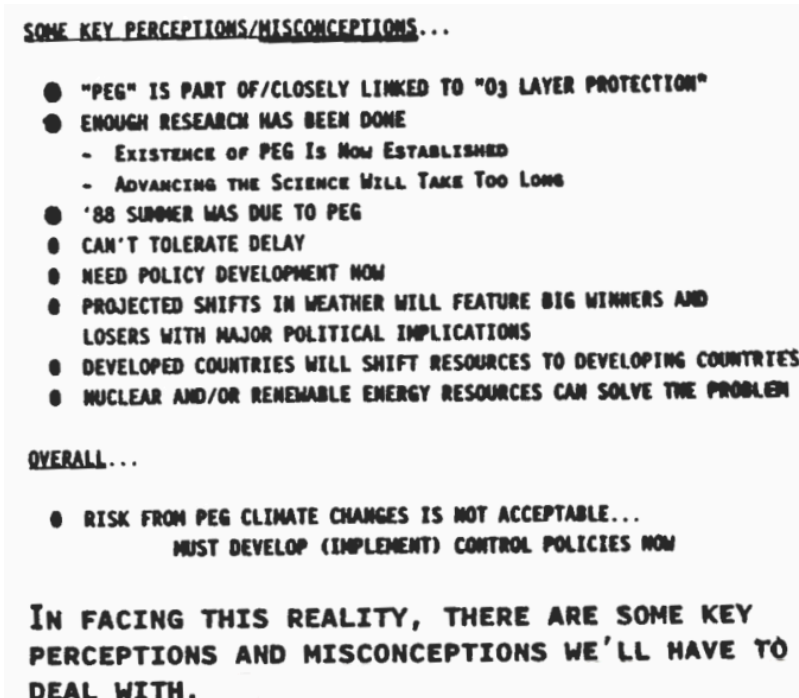 SOME KEY PERCEPTIONS/MISCONCEPTIONS...
● "PEG" IS PART OF/CLOSELY LINKED TO "O3 LAYER PROTECTION"
● ENOUGH RESEARCH HAS BEEN DONE
- EXISTENCE OF PEG IS NOW ESTABLISHED
- ADVANCING THE SCIENCE WILL TAKE TOO LONG
● '88 SUMMER WAS DUE TO PEG
● CAN'T TOLERATE DELAY
● NEED POLICY DEVELOPMENT NOW
● PROJECTED SHIFTS IN WEATHER WILL FEATURE BIG WINNERS AND
LOSERS WITH MAJOR POLITICAL IMPLICATIONS
● DEVELOPED COUNTRIES WILL SHIFT RESOURCES TO DEVELOPING COUNTRIES
● NUCLEAR AND/OR RENEWABLE ENERGY RESOURCES CAN SOLVE THE PROBLEM
OVERALL...
● RISK FROM PEG CLIMATE CHANGES IS NOT ACCEPTABLE...
MUST DEVELOP (IMPLEMENT) CONTROL POLICIES NOW
IN FACING THIS REALITY, THERE ARE SOME KEY
PERCEPTIONS AND MISCONCEPTIONS WE'LL HAVE TO
DEAL WITH.